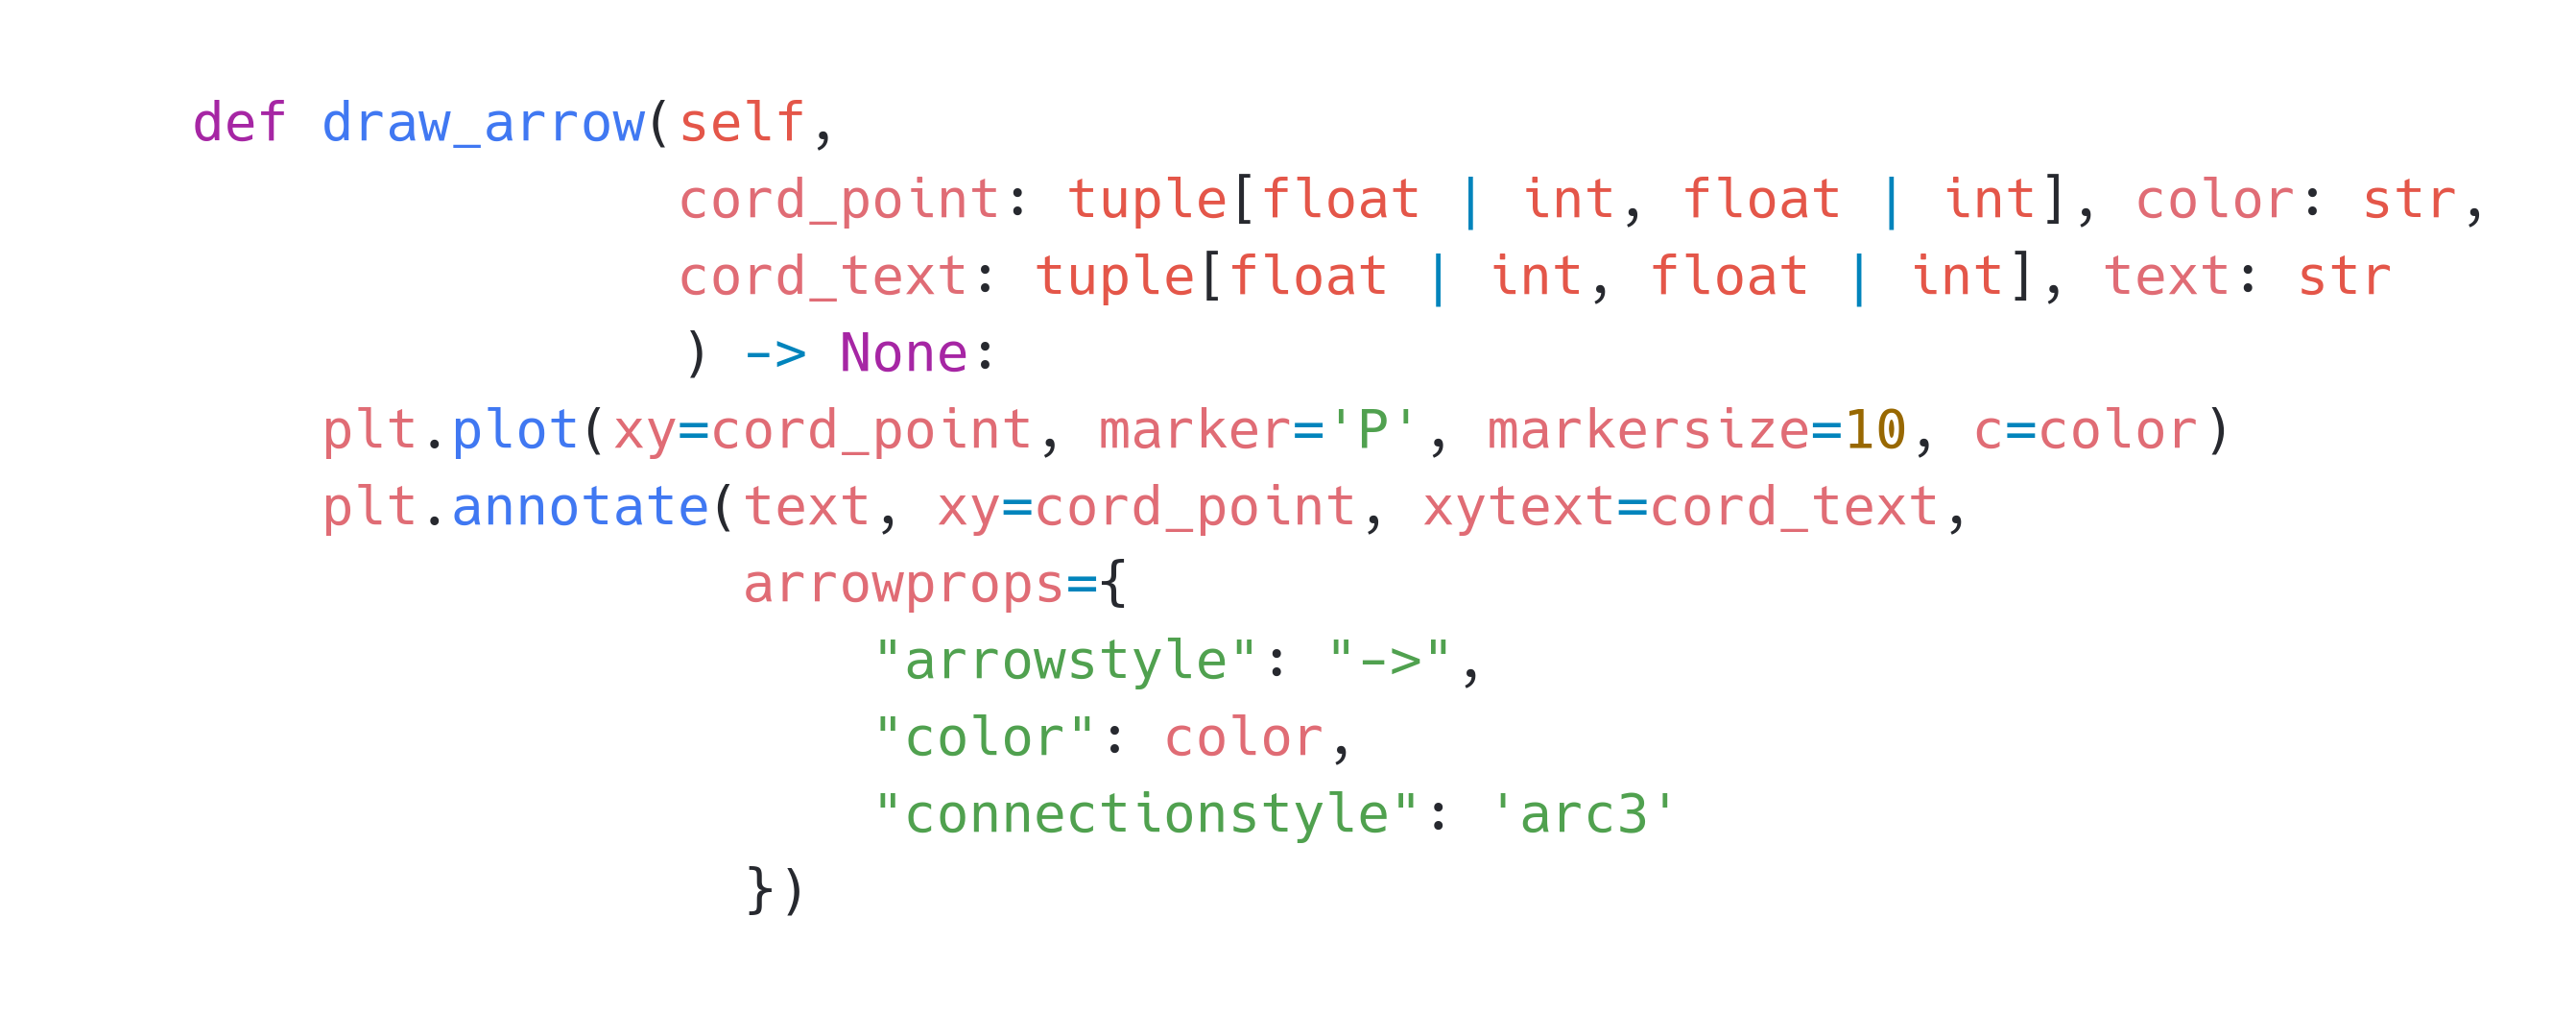 def draw_arrow(self,
               cord_point: tuple[float | int, float | int], color: str,
               cord_text: tuple[float | int, float | int], text: str
               ) -> None:
    plt.plot(xy=cord_point, marker='P', markersize=10, c=color)
    plt.annotate(text, xy=cord_point, xytext=cord_text,
                 arrowprops={
                     "arrowstyle": "->",
                     "color": color,
                     "connectionstyle": 'arc3'
                 })